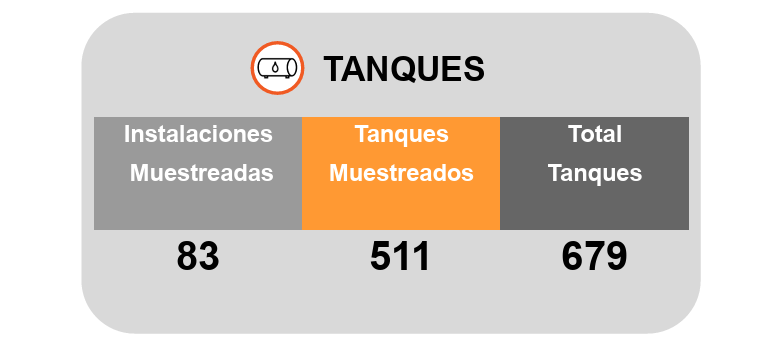 TANQUES
Instalaciones Muestreadas
Tanques Muestreados
Total Tanques
83
511
679